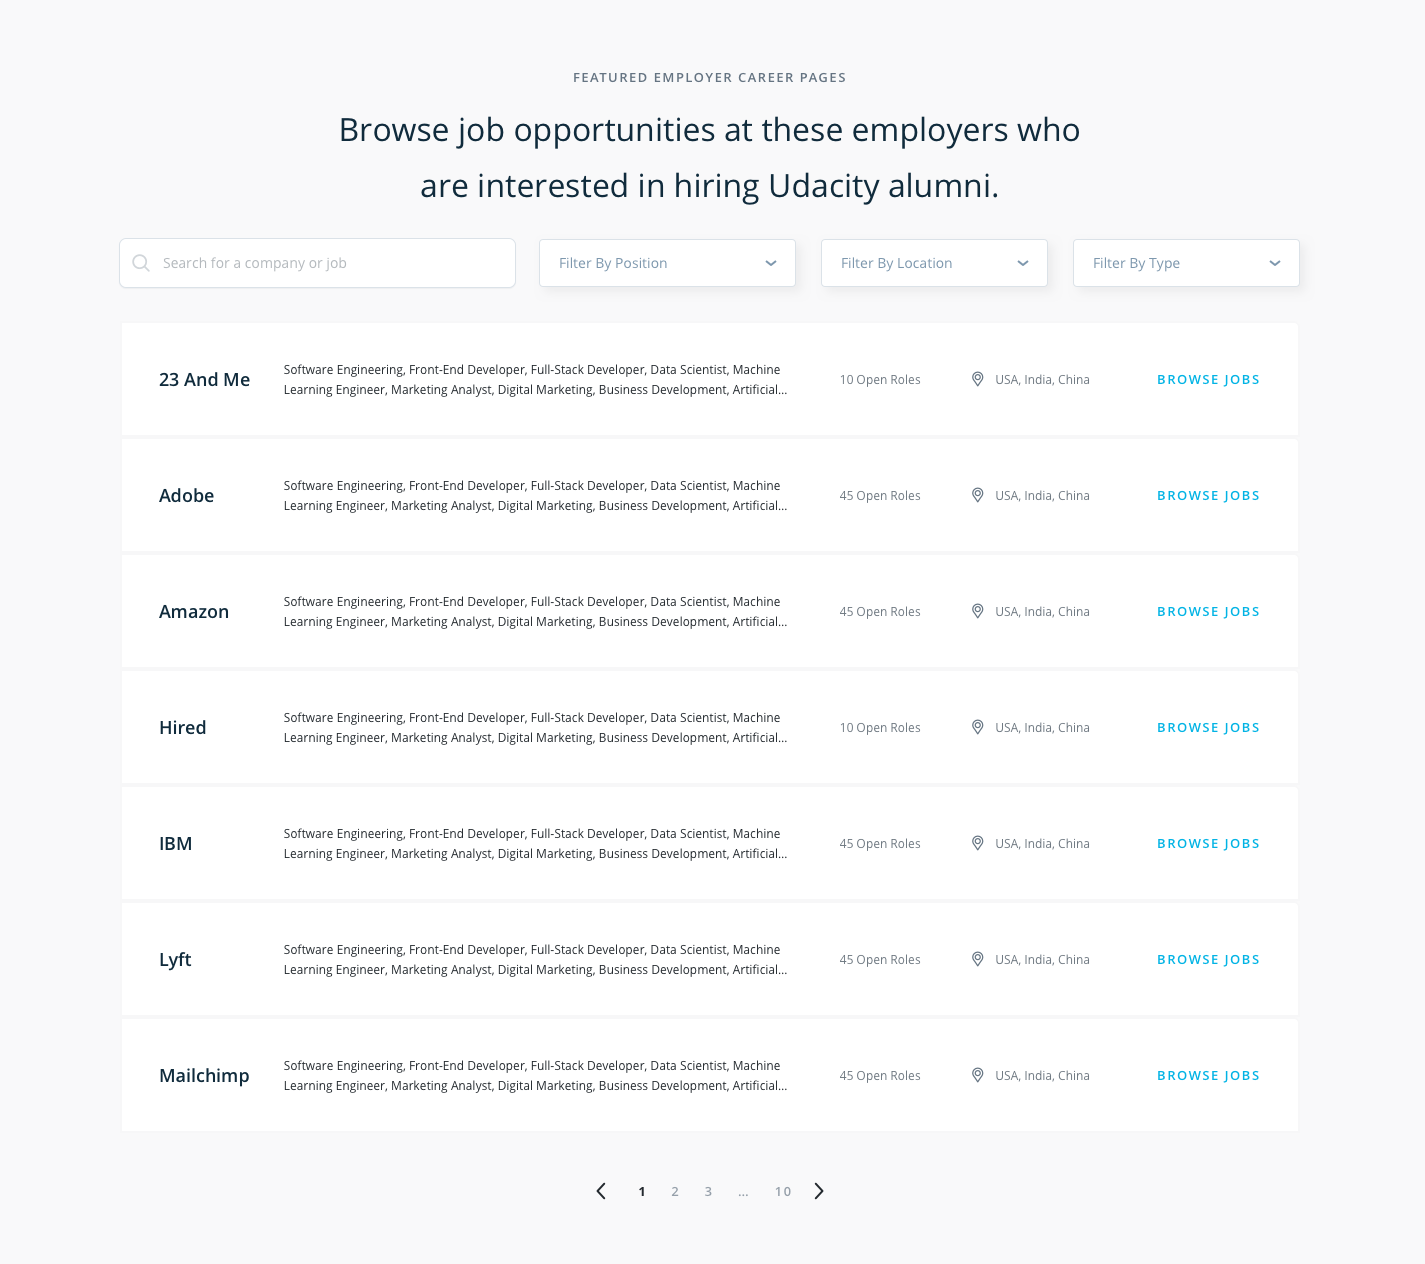 FEATURED EMPLOYER CAREER PAGES
Browse job opportunities at these employers who
are interested in hiring Udacity alumni.
Search for a company or job
Filter By Position
Filter By Location
Filter By Type
23 And Me
Software Engineering, Front-End Developer, Full-Stack Developer, Data Scientist, Machine
Learning Engineer, Marketing Analyst, Digital Marketing, Business Development, Artificial...
10 Open Roles
USA, India, China
BROWSE JOBS
Adobe
Software Engineering, Front-End Developer, Full-Stack Developer, Data Scientist, Machine
Learning Engineer, Marketing Analyst, Digital Marketing, Business Development, Artificial...
45 Open Roles
USA, India, China
BROWSE JOBS
Amazon
Software Engineering, Front-End Developer, Full-Stack Developer, Data Scientist, Machine
Learning Engineer, Marketing Analyst, Digital Marketing, Business Development, Artificial...
45 Open Roles
USA, India, China
BROWSE JOBS
Hired
Software Engineering, Front-End Developer, Full-Stack Developer, Data Scientist, Machine
Learning Engineer, Marketing Analyst, Digital Marketing, Business Development, Artificial...
10 Open Roles
USA, India, China
BROWSE JOBS
IBM
Software Engineering, Front-End Developer, Full-Stack Developer, Data Scientist, Machine
Learning Engineer, Marketing Analyst, Digital Marketing, Business Development, Artificial...
45 Open Roles
USA, India, China
BROWSE JOBS
Lyft
Software Engineering, Front-End Developer, Full-Stack Developer, Data Scientist, Machine
Learning Engineer, Marketing Analyst, Digital Marketing, Business Development, Artificial...
45 Open Roles
USA, India, China
BROWSE JOBS
Mailchimp
Software Engineering, Front-End Developer, Full-Stack Developer, Data Scientist, Machine
Learning Engineer, Marketing Analyst, Digital Marketing, Business Development, Artificial...
45 Open Roles
USA, India, China
BROWSE JOBS
1 2 3 ... 10